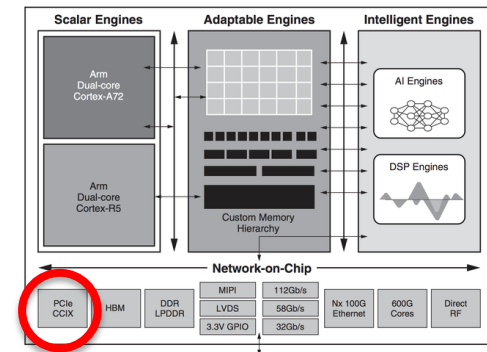 Scalar Engines
Adaptable Engines
Intelligent Engines
Arm
Dual-core
Cortex-A72
Arm
Dual-core
Cortex-R5
Custom Memory
Hierarchy
AI Engines
DSP Engines
Network-on-Chip
PCIe
CCIX
HBM
DDR
LPDDR
MIPI
LVDS
3.3V GPIO
112Gb/s
58Gb/s
32Gb/s
Nx 100G
Ethernet
600G
Cores
Direct
RF